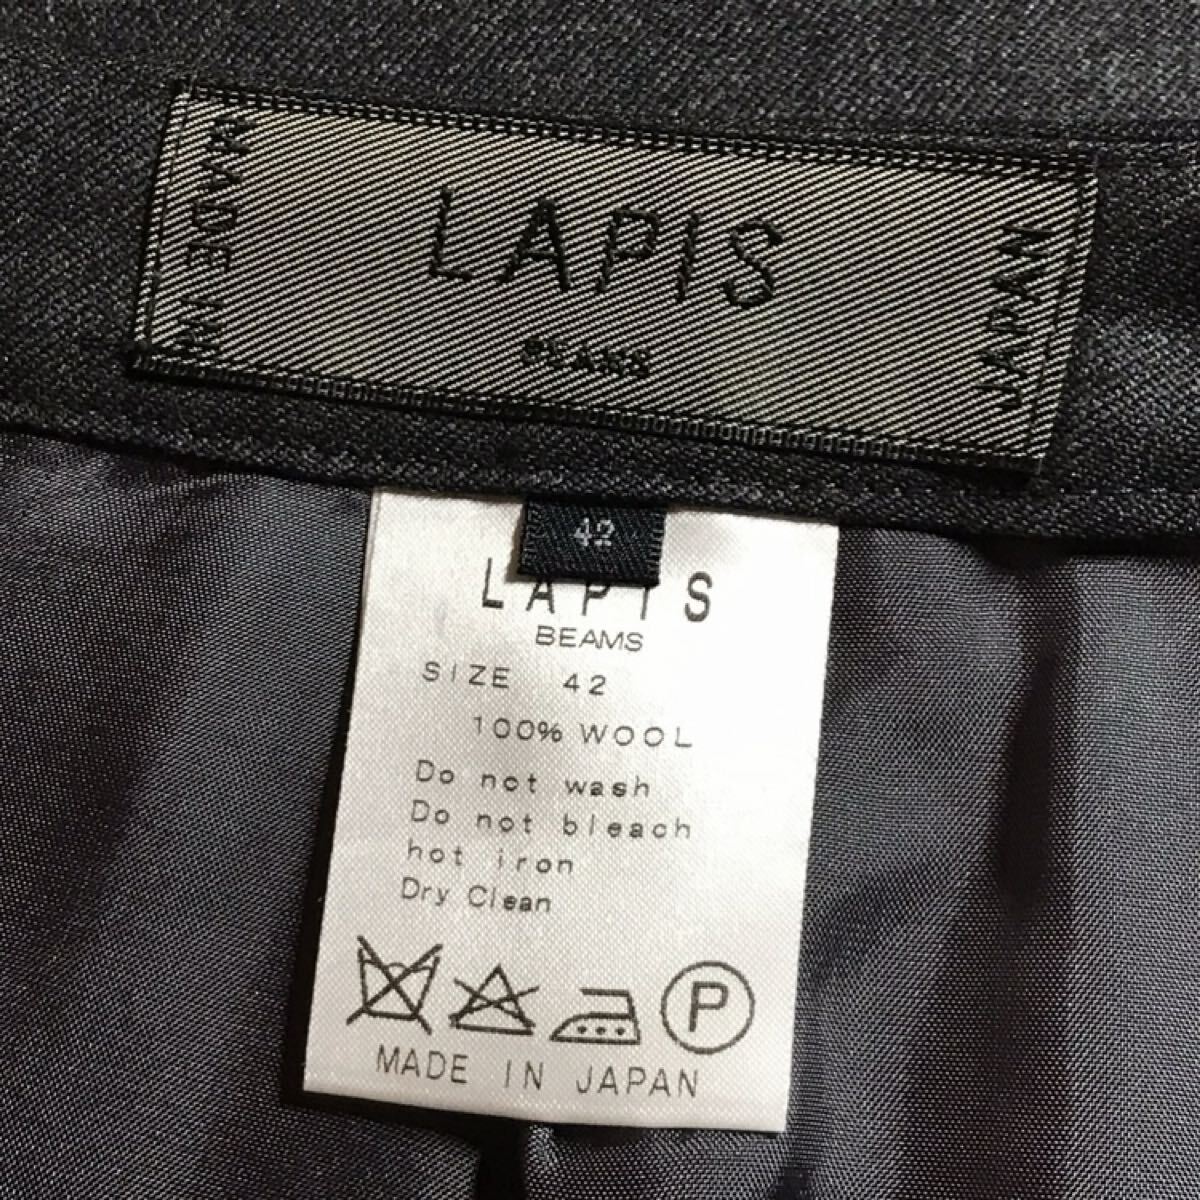 MADE IN
LAPIS
BEAMS
JAPAN
42
LAPIS
BEAMS
SIZE 42
100% WOOL
Do not wash
Do not bleach
hot iron
Dry Clean
P
MADE IN JAPAN